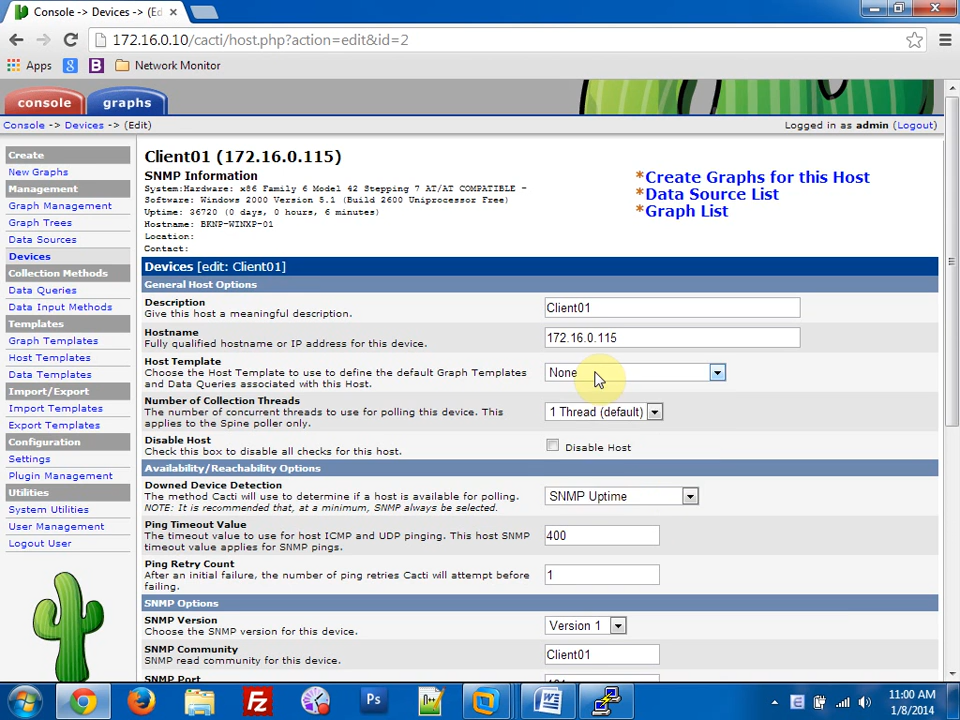 Console -> Devices -> (Ed
172.16.0.10/cacti/host.php?action=edit&id=2
Apps
Network Monitor
console
graphs
Console -> Devices -> (Edit)
Logged in as admin (Logout)
Create
New Graphs
Management
Graph Management
Graph Trees
Data Sources
Devices
Collection Methods
Data Queries
Data Input Methods
Templates
Graph Templates
Host Templates
Data Templates
Import/Export
Import Templates
Export Templates
Configuration
Settings
Plugin Management
Utilities
System Utilities
User Management
Logout User
Client01 (172.16.0.115)
SNMP Information
System:Hardware: x86 Family 6 Model 42 Stepping 7 AT/AT COMPATIBLE -
Software: Windows 2000 Version 5.1 (Build 2600 Uniprocessor Free)
Uptime: 36720 (0 days, 0 hours, 6 minutes)
Hostname: BKNP-WINXP-01
Location:
Contact:
*Create Graphs for this Host
*Data Source List
*Graph List
Devices [edit: Client01]
General Host Options
Description
Give this host a meaningful description.
Client01
Hostname
Fully qualified hostname or IP address for this device.
172.16.0.115
Host Template
Choose the Host Template to use to define the default Graph Templates
and Data Queries associated with this Host.
None
Number of Collection Threads
The number of concurrent threads to use for polling this device. This
applies to the Spine poller only.
1 Thread (default)
Disable Host
Check this box to disable all checks for this host.
Disable Host
Availability/Reachability Options
Downed Device Detection
The method Cacti will use to determine if a host is available for polling.
NOTE: It is recommended that, at a minimum, SNMP always be selected.
SNMP Uptime
Ping Timeout Value
The timeout value to use for host ICMP and UDP pinging. This host SNMP
timeout value applies for SNMP pings.
400
Ping Retry Count
After an initial failure, the number of ping retries Cacti will attempt before
failing.
1
SNMP Options
SNMP Version
Choose the SNMP version for this device.
Version 1
SNMP Community
SNMP read community for this device.
Client01
SNMP Port
11:00 AM
1/8/2014